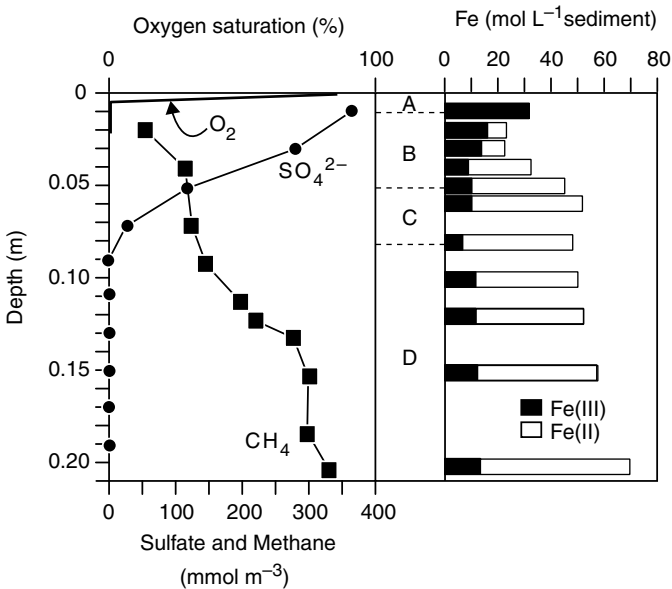 Oxygen saturation (%)
Fe (mol L⁻¹sediment)
0 100
0 20 40 60 80
0
0.05
0.10
0.15
0.20
Depth (m)
O₂
SO₄²⁻
CH₄
A
B
C
D
Fe(III)
Fe(II)
0 100 200 300 400
Sulfate and Methane
(mmol m⁻³)